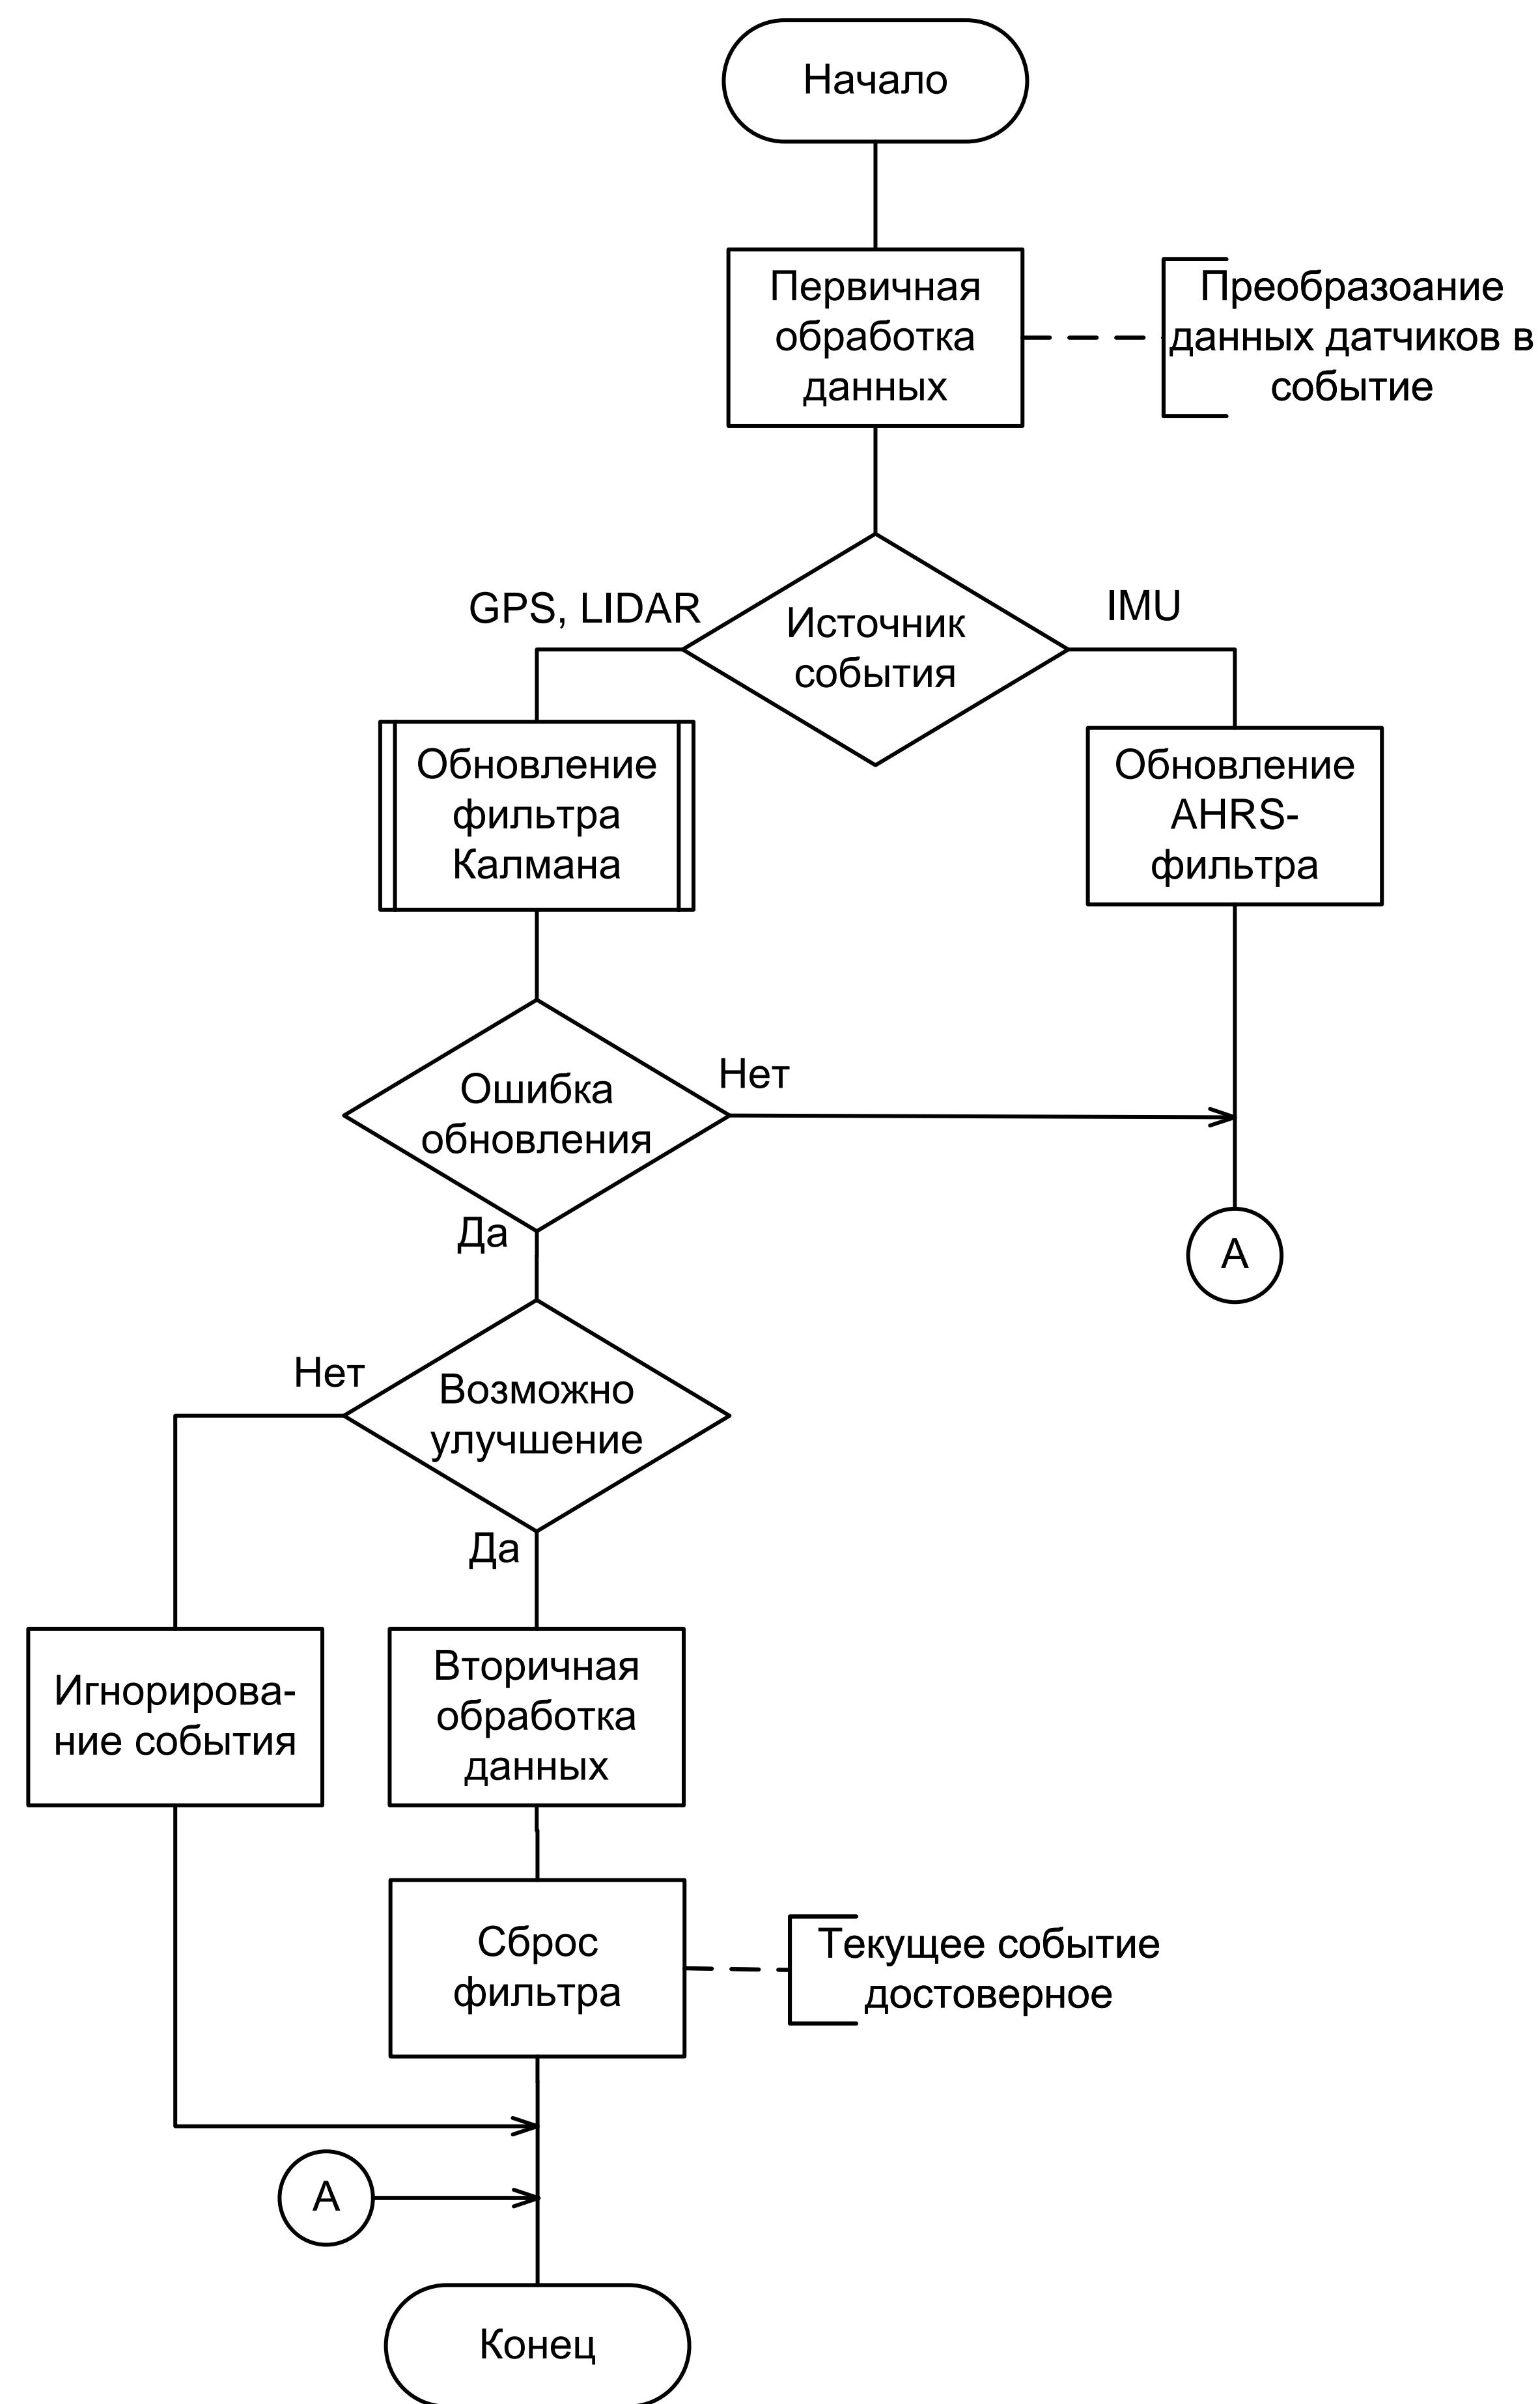 Начало
Первичная
обработка
данных
Преобразоание
данных датчиков в
событие
GPS, LIDAR
Источник
события
IMU
Обновление
фильтра
Калмана
Обновление
AHRS-
фильтра
Ошибка
обновления
Нет
Да
А
Возможно
улучшение
Нет
Да
Игнорирова-
ние события
Вторичная
обработка
данных
Сброс
фильтра
Текущее событие
достоверное
А
Конец